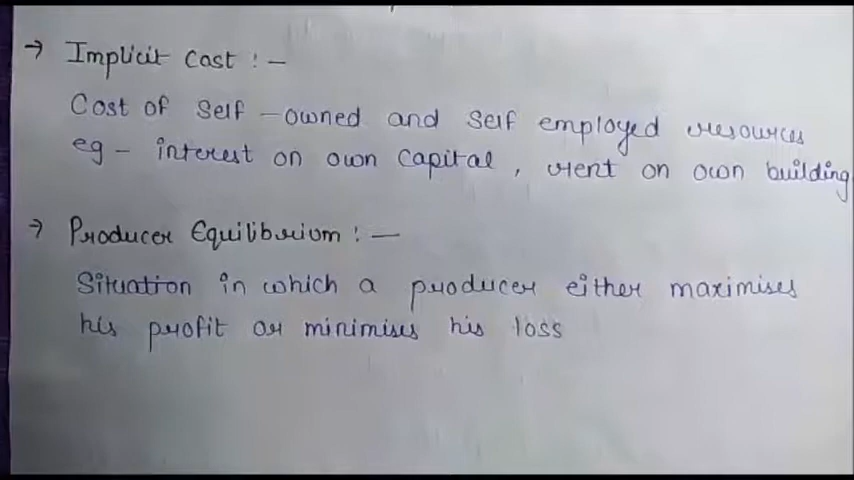 → Implicit Cost : -
Cost of Self - owned and Self employed resources
eg - interest on own capital , rent on own building
→ Producer Equilibrium : -
Situation in which a producer either maximises
his profit or minimises his loss